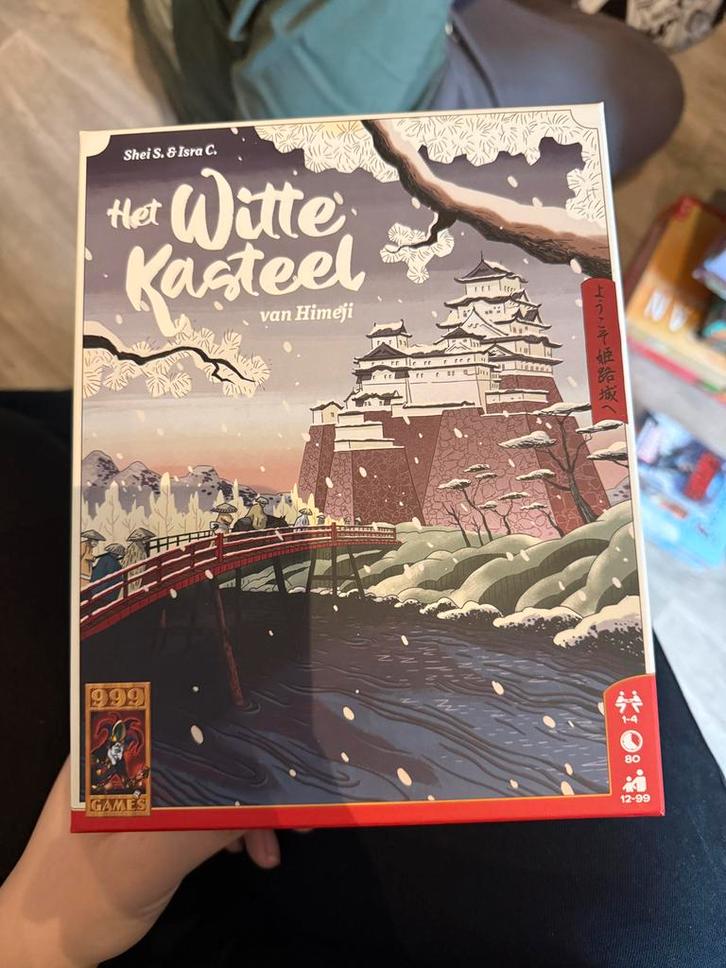 Shei S. & Isra C.
Het Witte
Kasteel
van Himeji
ようこそ姫路城へ
999
GAMES
1-4
80
12-99